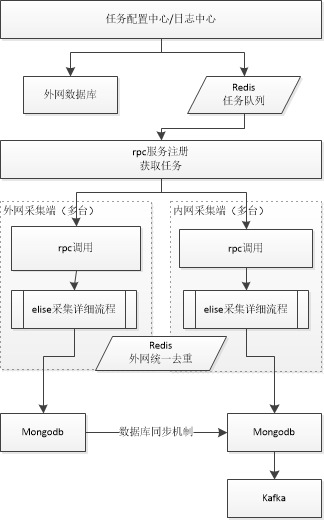 任务配置中心/日志中心
外网数据库
Redis
任务队列
rpc服务注册
获取任务
外网采集端（多台）
内网采集端（多台）
rpc调用
rpc调用
elise采集详细流程
elise采集详细流程
Redis
外网统一去重
Mongodb
数据库同步机制
Mongodb
Kafka